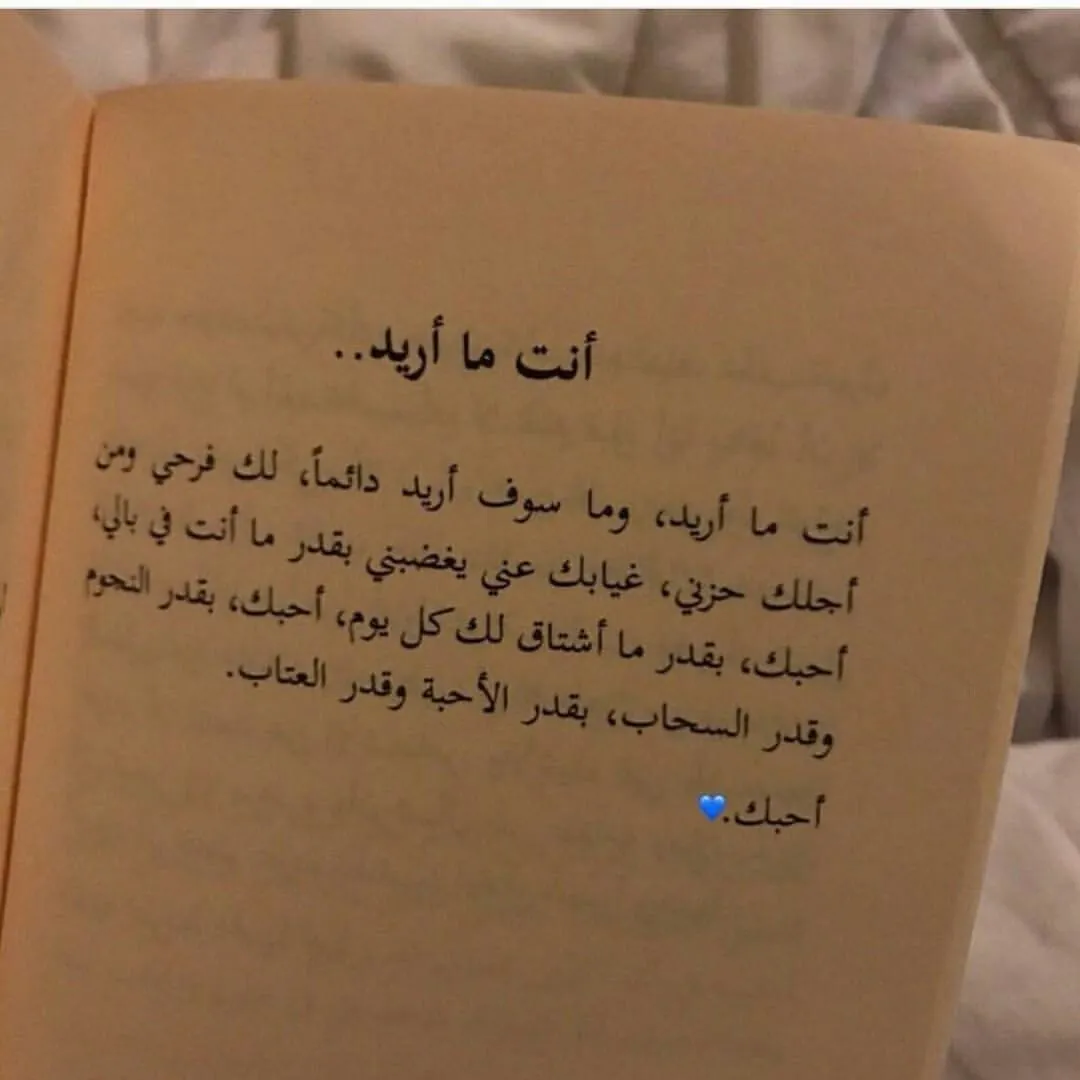 أنت ما أريد..
أنت ما أريد، وما سوف أريد دائماً، لك فرحي ومن
أجلك حزني، غيابك عني يغضبني بقدر ما أنت في بالي،
أحبك، بقدر ما أشتاق لك كل يوم، أحبك، بقدر النجوم
وقدر السحاب، بقدر الأحبة وقدر العتاب.
أحبك.💙